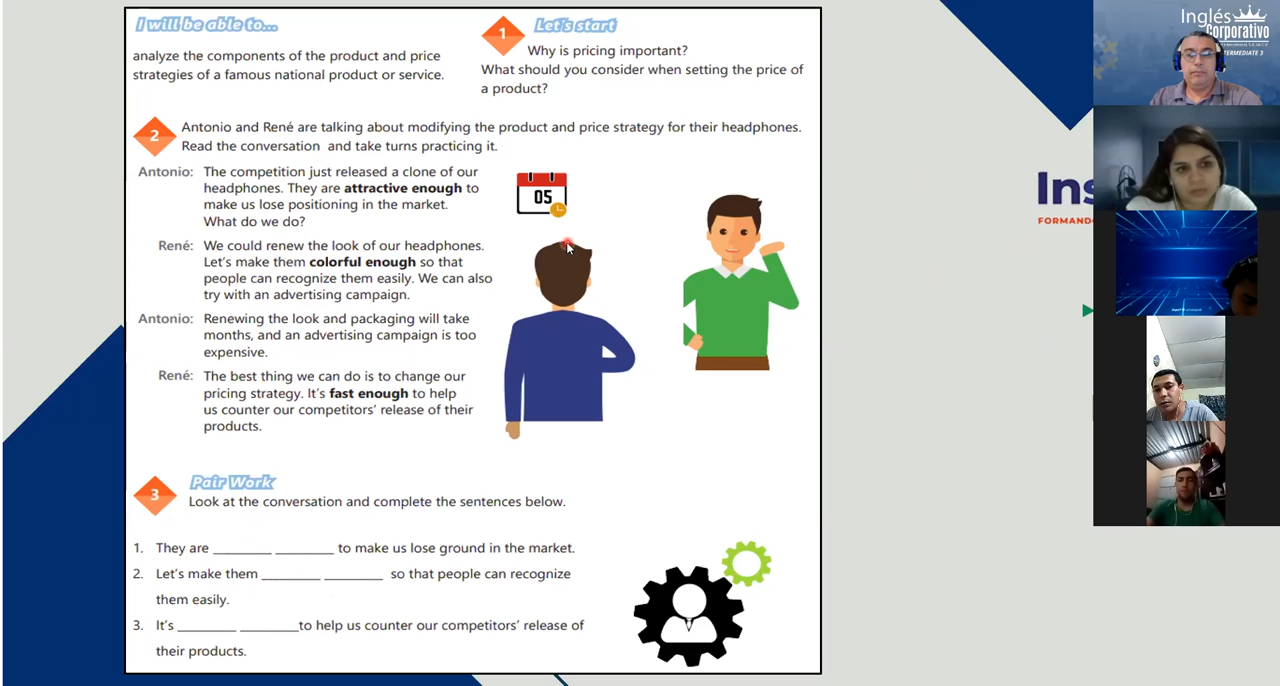 I will be able to...
analyze the components of the product and price
strategies of a famous national product or service.
1
Let's start
Why is pricing important?
What should you consider when setting the price of
a product?
2
Antonio and René are talking about modifying the product and price strategy for their headphones.
Read the conversation and take turns practicing it.
Antonio: The competition just released a clone of our
headphones. They are attractive enough to
make us lose positioning in the market.
What do we do?
René: We could renew the look of our headphones.
Let's make them colorful enough so that
people can recognize them easily. We can also
try with an advertising campaign.
Antonio: Renewing the look and packaging will take
months, and an advertising campaign is too
expensive.
René: The best thing we can do is to change our
pricing strategy. It's fast enough to help
us counter our competitors' release of their
products.
05
3
Pair Work
Look at the conversation and complete the sentences below.
1. They are ________ ________ to make us lose ground in the market.
2. Let's make them ________ ________ so that people can recognize
them easily.
3. It's ________ ________to help us counter our competitors' release of
their products.
Ins
FORMAND
Inglés
Corporativo